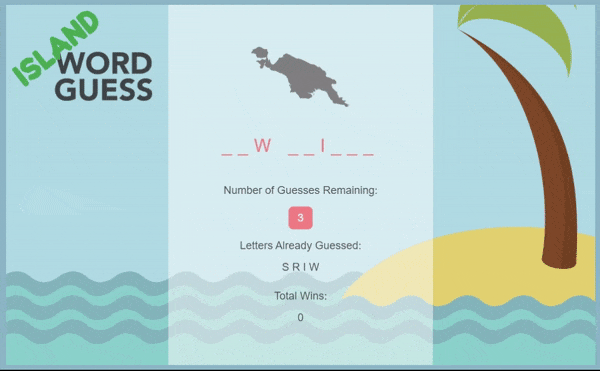 ISLAND
WORD
GUESS
_ _ W _ _ I _ _ _
Number of Guesses Remaining:
3
Letters Already Guessed:
S R I W
Total Wins:
0